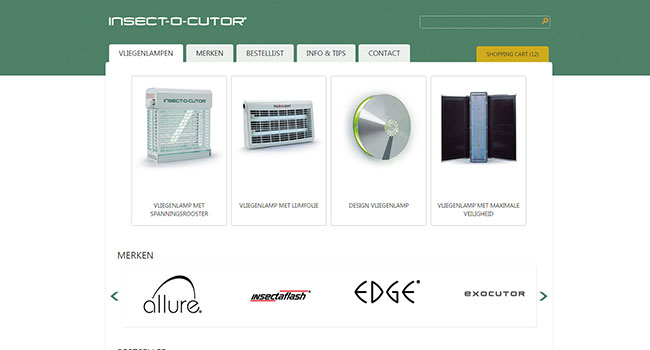 INSECT-O-CUTOR®
VLIEGENLAMPEN MERKEN BESTELLIJST INFO & TIPS CONTACT SHOPPING CART (12)
INSECT-O-CUTOR
VLIEGENLAMP MET
SPANNINGSROOSTER
VLIEGENLAMP MET LIJMFOLIE
DESIGN VLIEGENLAMP
VLIEGENLAMP MET MAXIMALE
VEILIGHEID
MERKEN
allure®
insectaflash
EDGE®
EXOCUTOR